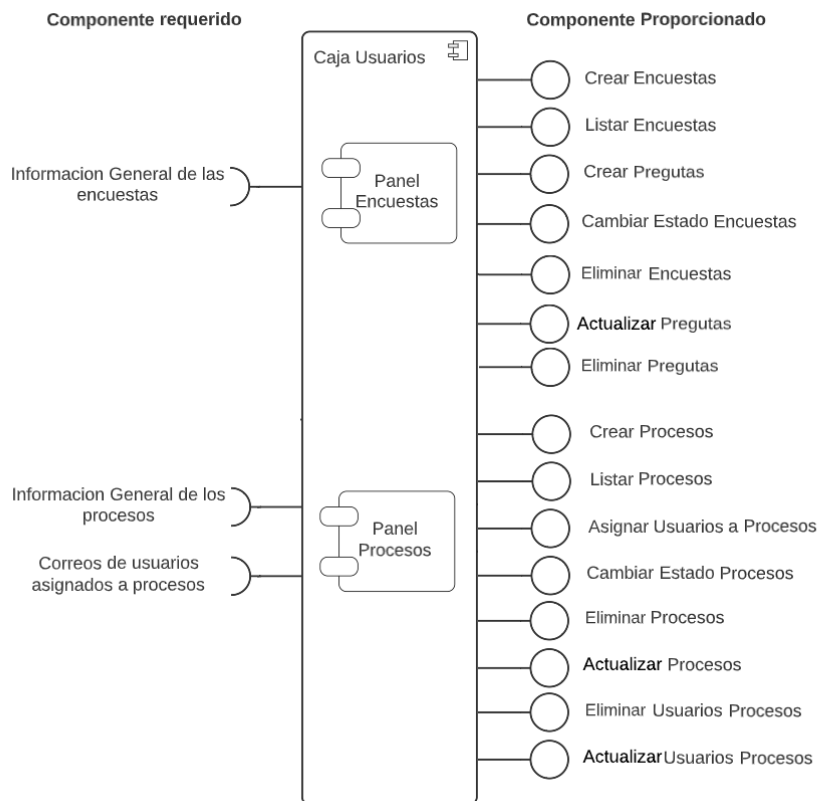 Componente requerido
Componente Proporcionado
Caja Usuarios
Informacion General de las
encuestas
Panel
Encuestas
Crear Encuestas
Listar Encuestas
Crear Pregutas
Cambiar Estado Encuestas
Eliminar Encuestas
Actualizar Pregutas
Eliminar Pregutas
Informacion General de los
procesos
Correos de usuarios
asignados a procesos
Panel
Procesos
Crear Procesos
Listar Procesos
Asignar Usuarios a Procesos
Cambiar Estado Procesos
Eliminar Procesos
Actualizar Procesos
Eliminar Usuarios Procesos
Actualizar Usuarios Procesos